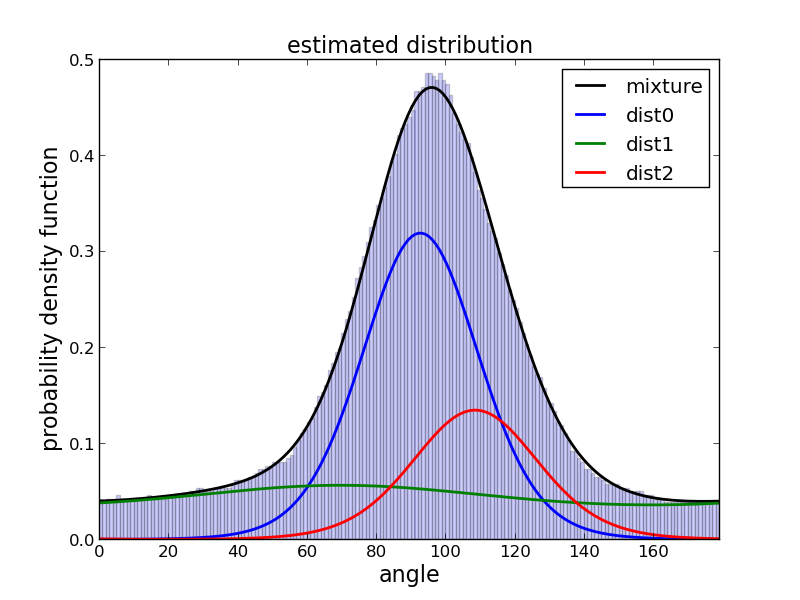 estimated distribution
probability density function
0.5
0.4
0.3
0.2
0.1
0.0
mixture
dist0
dist1
dist2
0 20 40 60 80 100 120 140 160
angle